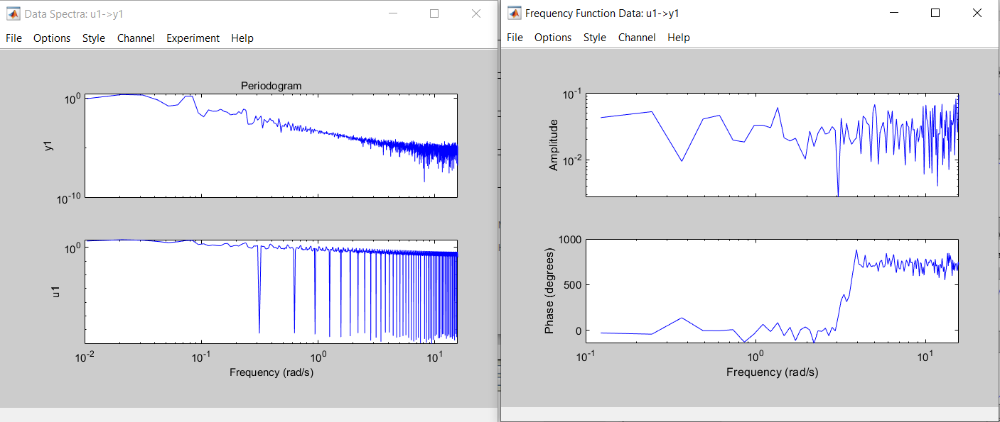 Data Spectra: u1->y1
File Options Style Channel Experiment Help
Periodogram
10^0
y1
10^-10
10^0
u1
10^-2 10^-1 10^0 10^1
Frequency (rad/s)
Frequency Function Data: u1->y1
File Options Style Channel Help
10^-1
Amplitude
10^-2
1000
Phase (degrees)
500
0
10^-1 10^0 10^1
Frequency (rad/s)